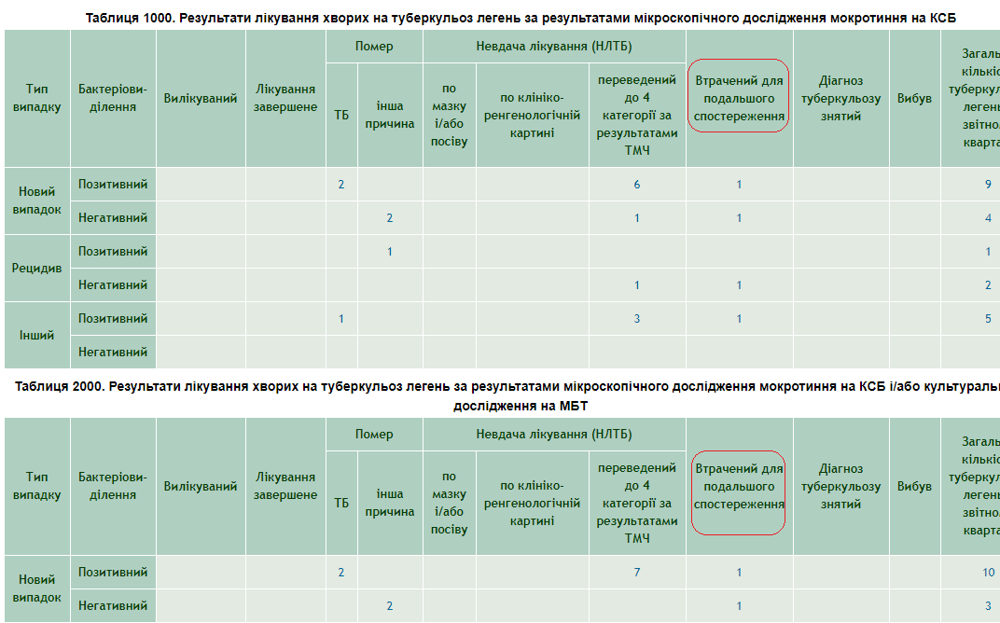 Таблиця 1000. Результати лікування хворих на туберкульоз легень за результатами мікроскопічного дослідження мокротиння на КСБ
Тип випадку Бактеріови-ділення Вилікуваний Лікування завершене Помер Невдача лікування (НЛТБ) Втрачений для подальшого спостереження Діагноз туберкульозу знятий Вибув Загаль кількіс туберкул легень звітно кварта
ТБ інша причина по мазку і/або посіву по клініко-ренгенологічній картині переведений до 4 категорії за результатами ТМЧ
Новий випадок Позитивний 2 6 1 9
Негативний 2 1 1 4
Рецидив Позитивний 1 1
Негативний 1 1 2
Інший Позитивний 1 3 1 5
Негативний
Таблиця 2000. Результати лікування хворих на туберкульоз легень за результатами мікроскопічного дослідження мокротиння на КСБ і/або культураль
дослідження на МБТ
Тип випадку Бактеріови-ділення Вилікуваний Лікування завершене Помер Невдача лікування (НЛТБ) Втрачений для подальшого спостереження Діагноз туберкульозу знятий Вибув Загаль кількіс туберкул легень звітно кварта
ТБ інша причина по мазку і/або посіву по клініко-ренгенологічній картині переведений до 4 категорії за результатами ТМЧ
Новий випадок Позитивний 2 7 1 10
Негативний 2 1 3